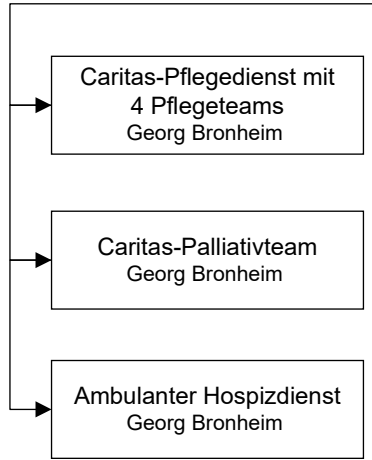 Caritas-Pflegedienst mit
4 Pflegeteams
Georg Bronheim
Caritas-Palliativteam
Georg Bronheim
Ambulanter Hospizdienst
Georg Bronheim